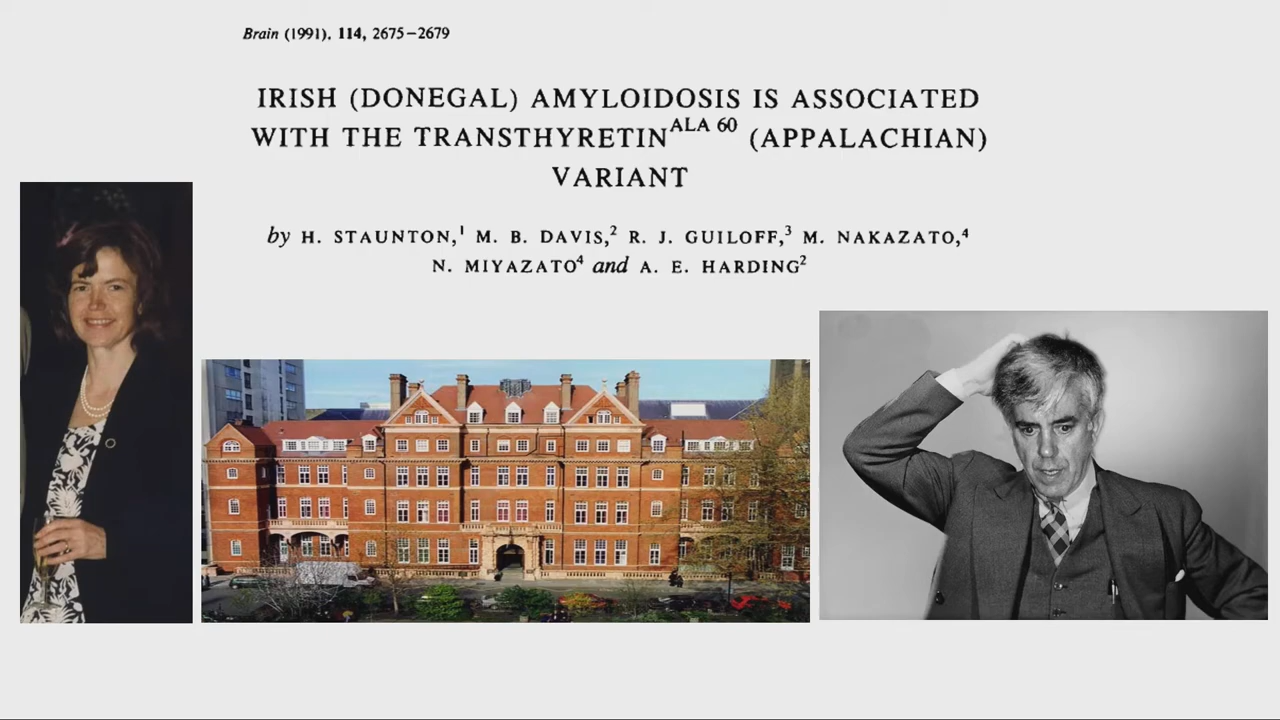 Brain (1991), 114, 2675–2679
IRISH (DONEGAL) AMYLOIDOSIS IS ASSOCIATED
WITH THE TRANSTHYRETIN^ALA 60 (APPALACHIAN)
VARIANT
by H. STAUNTON,¹ M. B. DAVIS,² R. J. GUILOFF,³ M. NAKAZATO,⁴
N. MIYAZATO⁴ and A. E. HARDING²